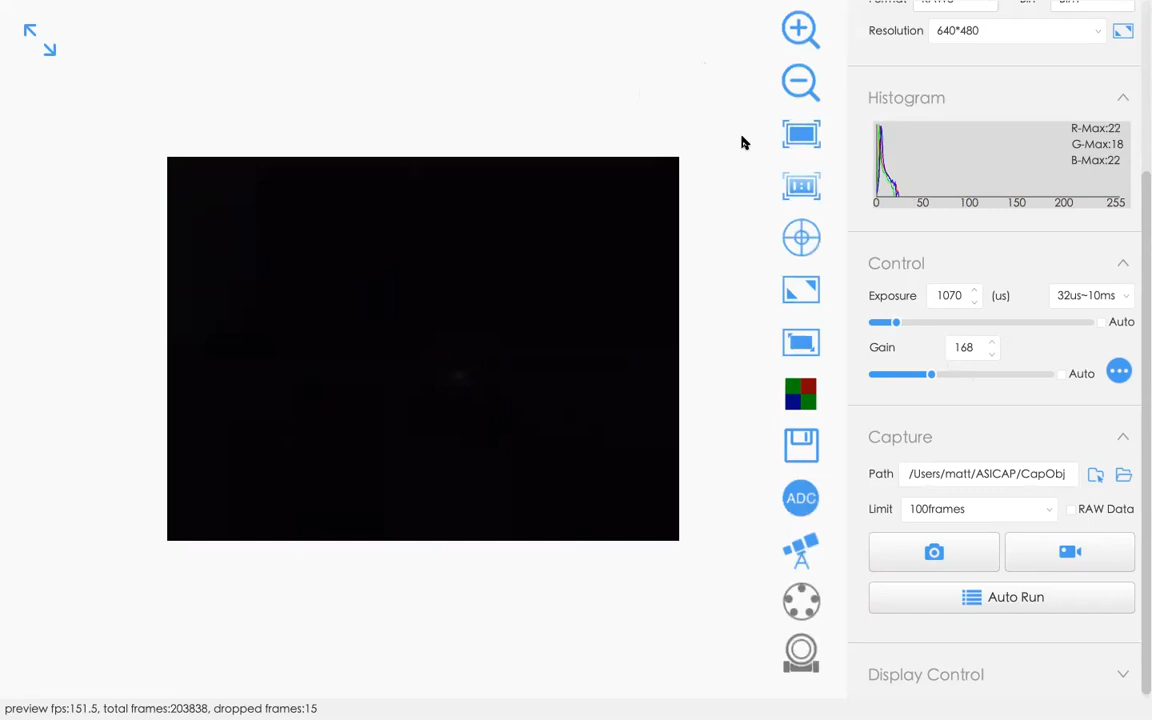 Resolution 640*480
Histogram
R-Max:22
G-Max:18
B-Max:22
0 50 100 150 200 255
Control
Exposure 1070 (us) 32us~10ms
Auto
Gain 168
Auto
Capture
Path /Users/matt/ASICAP/CapObj
Limit 100frames RAW Data
Auto Run
Display Control
1:1
ADC
preview fps:151.5, total frames:203838, dropped frames:15